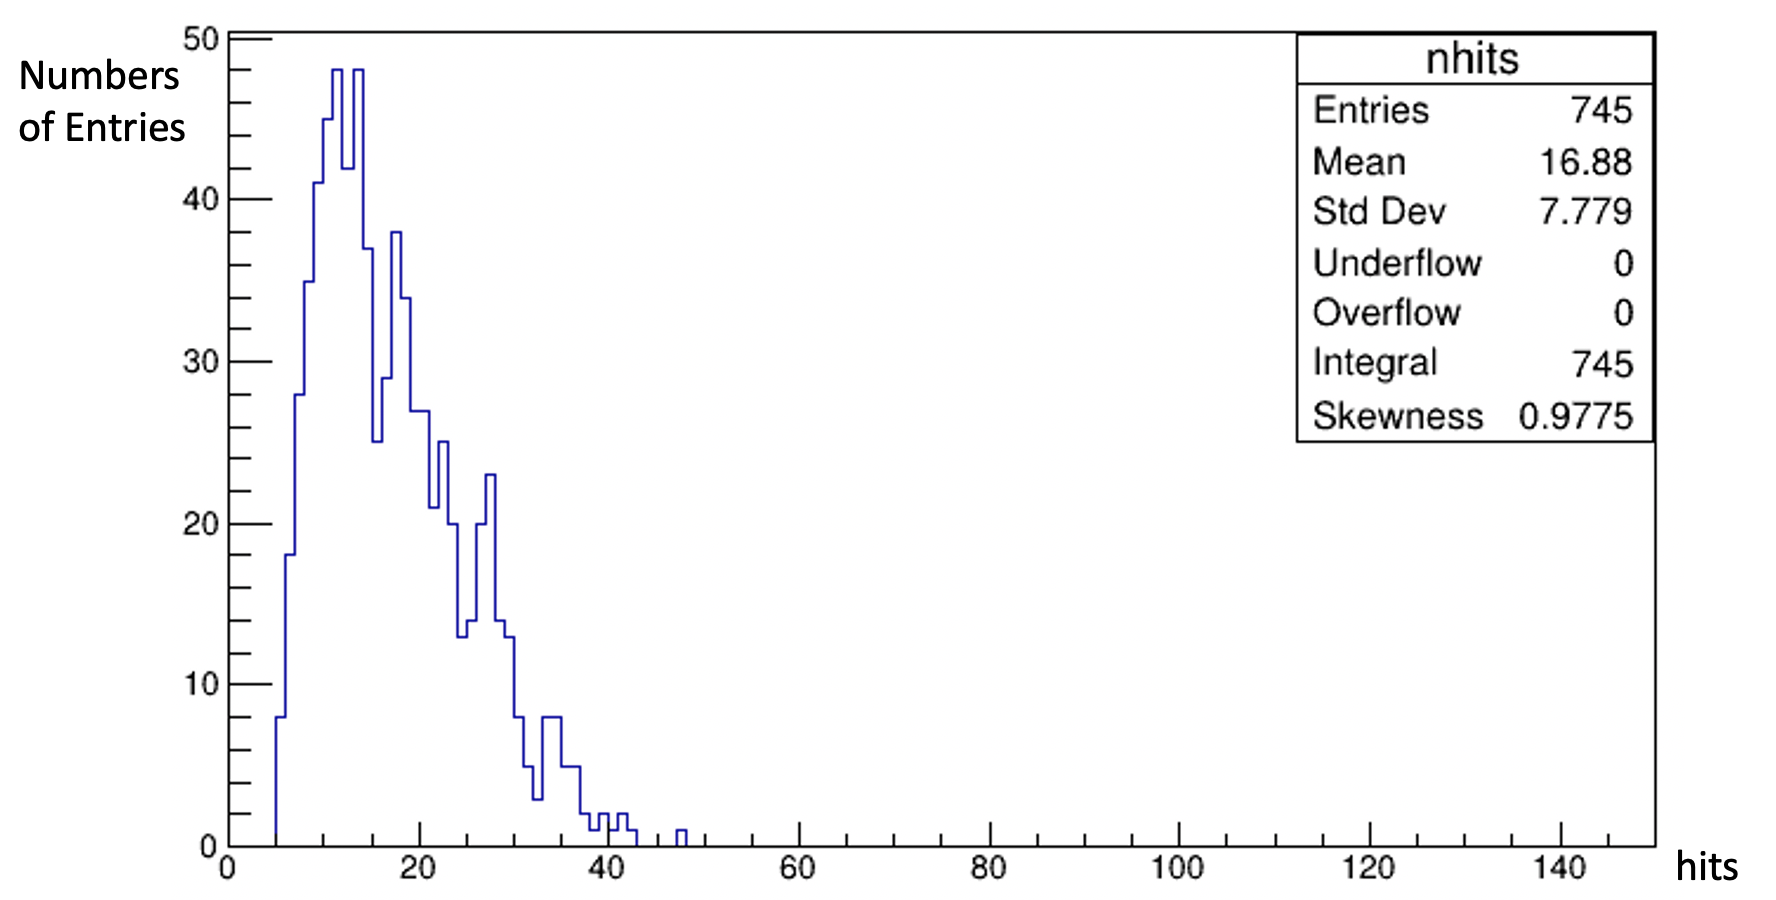 Numbers
of Entries
50
40
30
20
10
0
0 20 40 60 80 100 120 140
hits
nhits
Entries 745
Mean 16.88
Std Dev 7.779
Underflow 0
Overflow 0
Integral 745
Skewness 0.9775